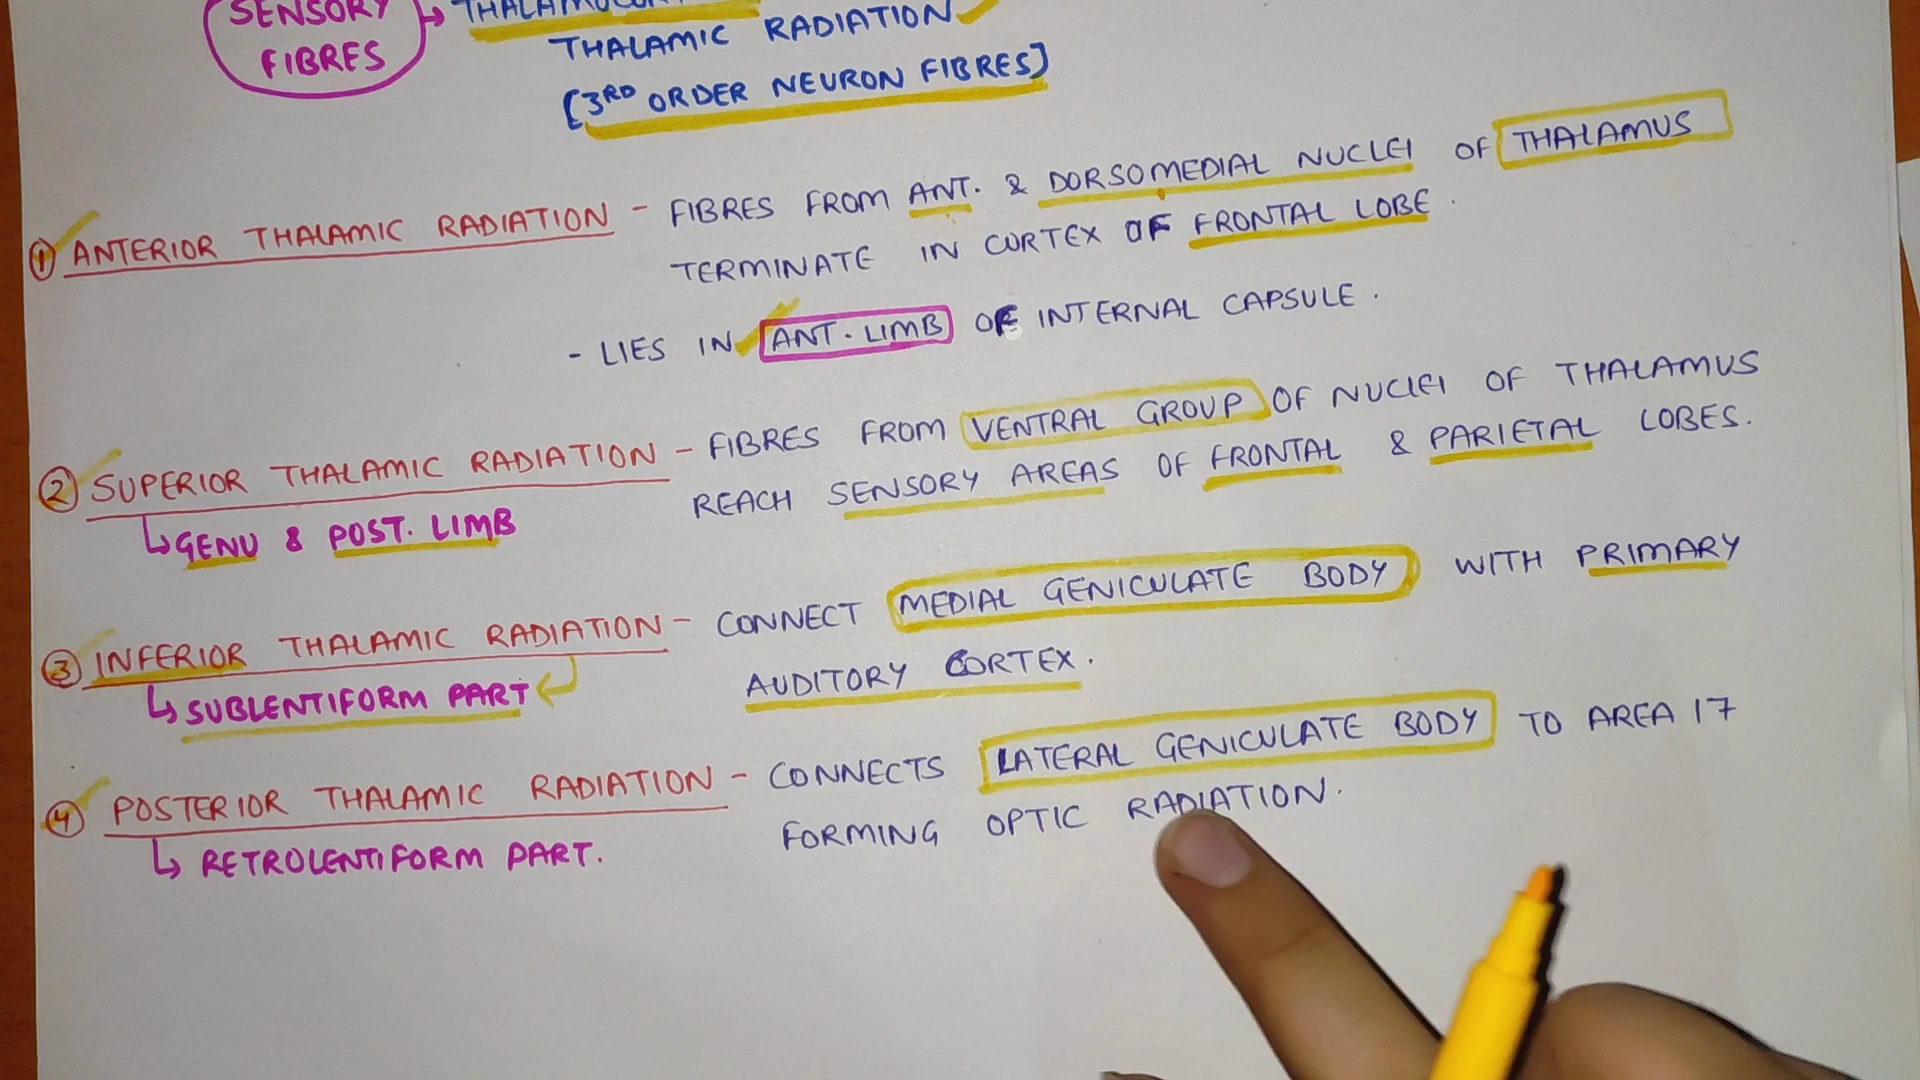 SENSORY
FIBRES
THALAMIC RADIATION
[3RD ORDER NEURON FIBRES]
1 ANTERIOR THALAMIC RADIATION - FIBRES FROM ANT. & DORSOMEDIAL NUCLEI OF THALAMUS
TERMINATE IN CORTEX OF FRONTAL LOBE.
- LIES IN ANT. LIMB OF INTERNAL CAPSULE.
2 SUPERIOR THALAMIC RADIATION - FIBRES FROM VENTRAL GROUP OF NUCLEI OF THALAMUS
REACH SENSORY AREAS OF FRONTAL & PARIETAL LOBES.
↳ GENU & POST. LIMB
3 INFERIOR THALAMIC RADIATION - CONNECT MEDIAL GENICULATE BODY WITH PRIMARY
AUDITORY CORTEX.
↳ SUBLENTIFORM PART
4 POSTERIOR THALAMIC RADIATION - CONNECTS LATERAL GENICULATE BODY TO AREA 17
FORMING OPTIC RADIATION.
↳ RETROLENTIFORM PART.